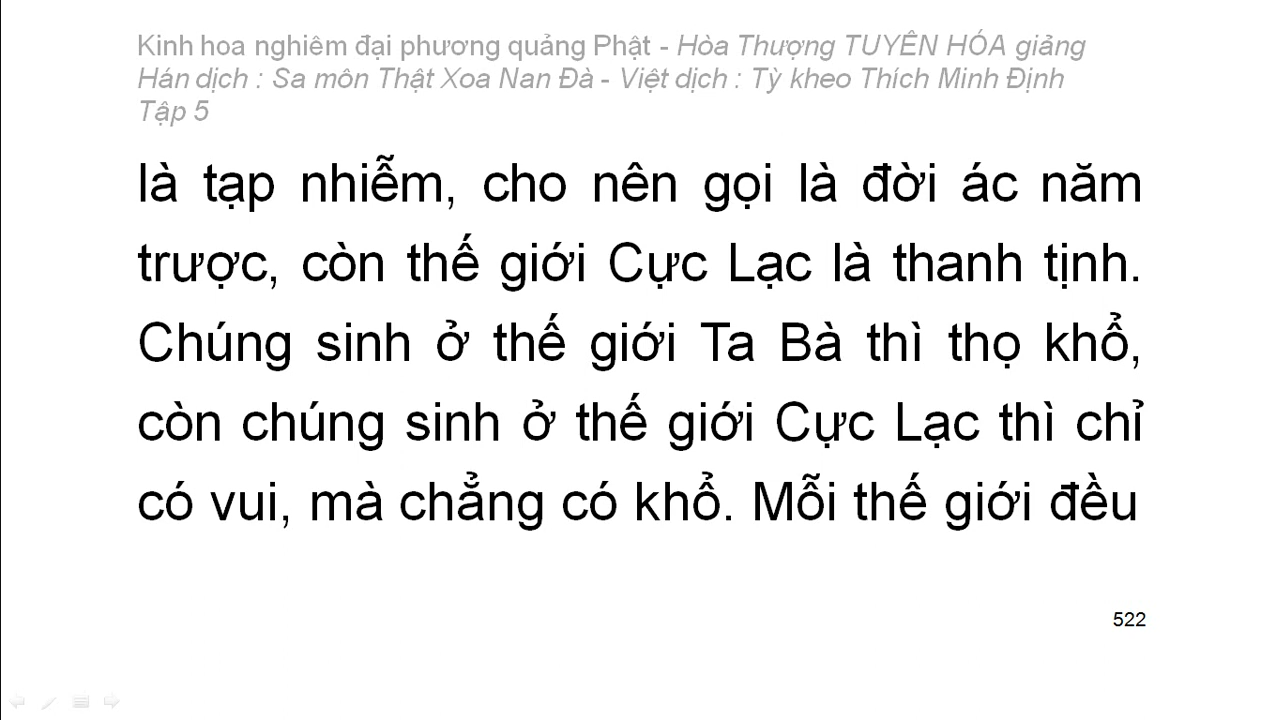 Kinh hoa nghiêm đại phương quảng Phật - Hòa Thượng TUYÊN HÓA giảng
Hán dịch : Sa môn Thật Xoa Nan Đà - Việt dịch : Tỳ kheo Thích Minh Định
Tập 5
là tạp nhiễm, cho nên gọi là đời ác năm
trược, còn thế giới Cực Lạc là thanh tịnh.
Chúng sinh ở thế giới Ta Bà thì thọ khổ,
còn chúng sinh ở thế giới Cực Lạc thì chỉ
có vui, mà chẳng có khổ. Mỗi thế giới đều
522